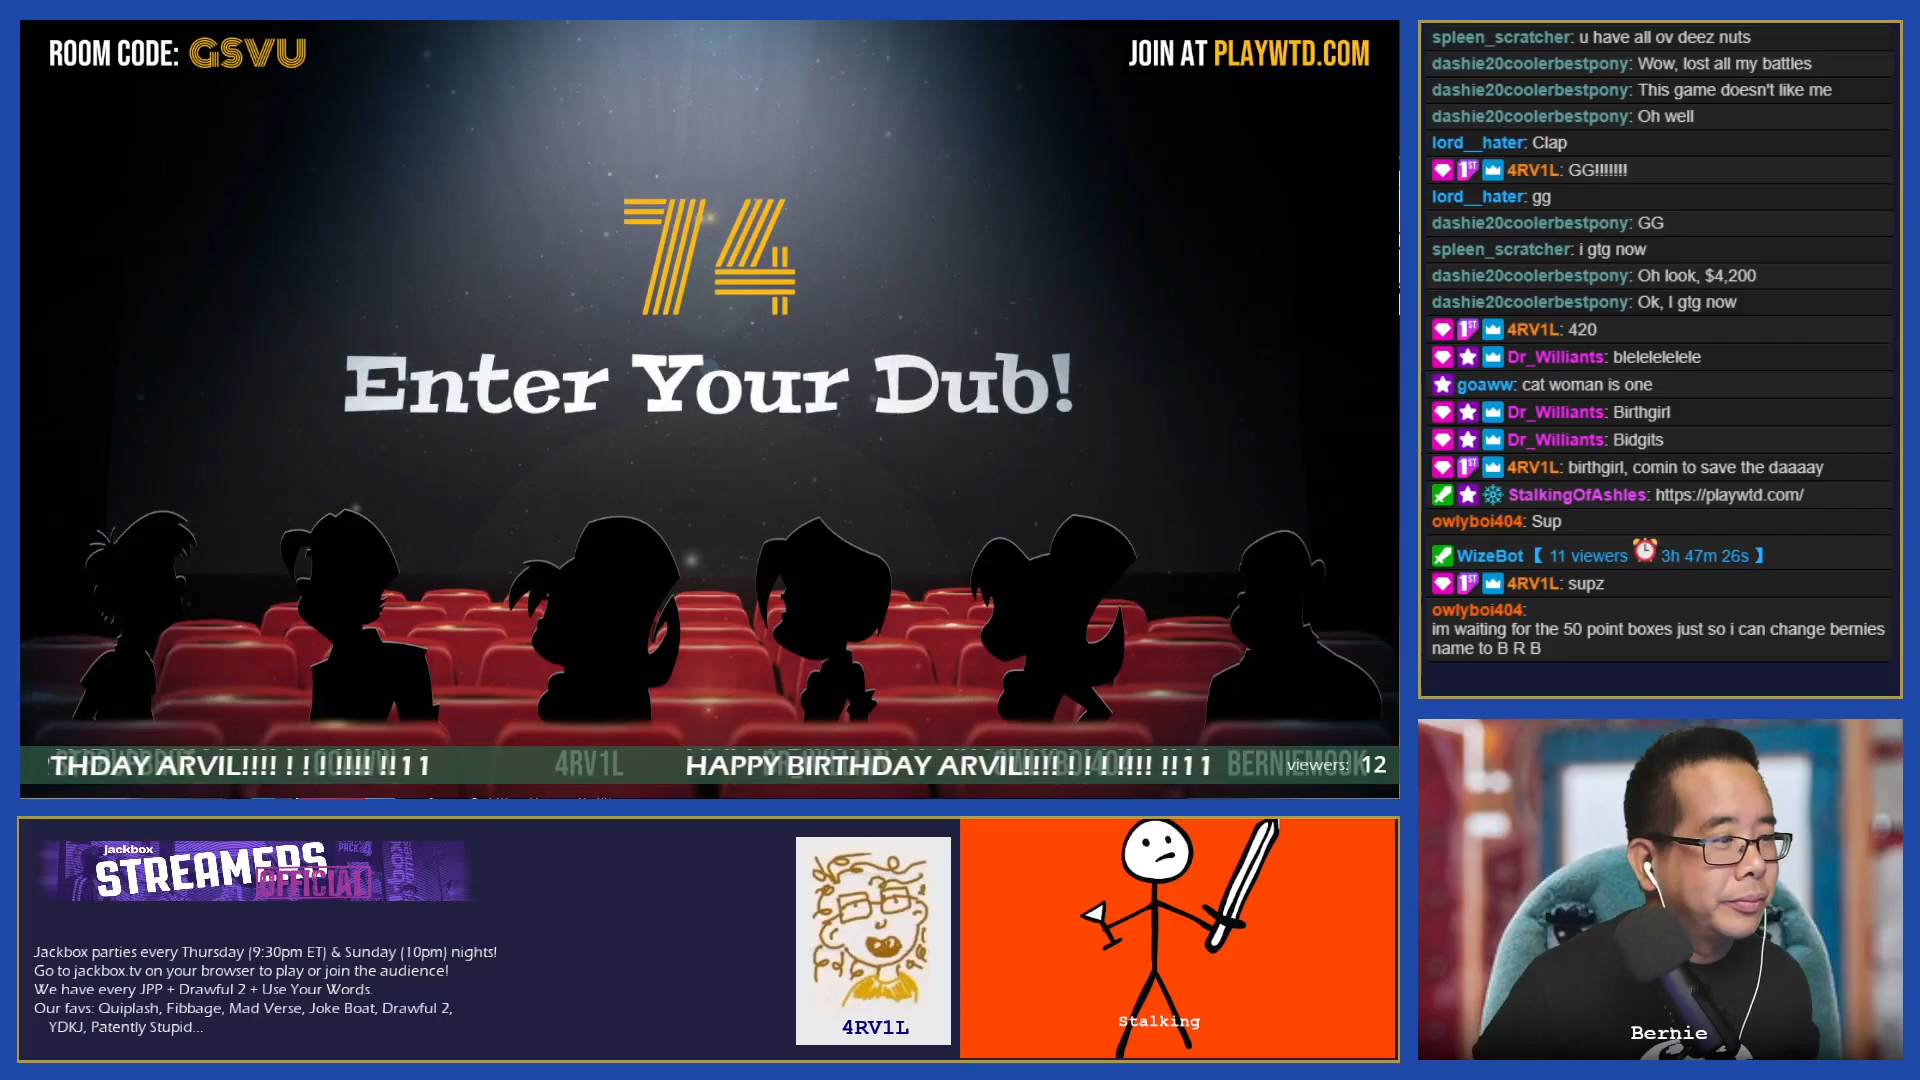 ROOM CODE: GSVU
JOIN AT PLAYWTD.COM
74
Enter Your Dub!
4RV1L
BERNIEMOOK
THDAY ARVIL!!!! ! ! ! !!!! !!11
HAPPY BIRTHDAY ARVIL!!!! ! ! ! !!!! !!11
viewers: 12
spleen_scratcher: u have all ov deez nuts
dashie20coolerbestpony: Wow, lost all my battles
dashie20coolerbestpony: This game doesn't like me
dashie20coolerbestpony: Oh well
lord__hater: Clap
1ST 4RV1L: GG!!!!!!!
lord__hater: gg
dashie20coolerbestpony: GG
spleen_scratcher: i gtg now
dashie20coolerbestpony: Oh look, $4,200
dashie20coolerbestpony: Ok, I gtg now
1ST 4RV1L: 420
Dr_Williants: blelelelelele
goaww: cat woman is one
Dr_Williants: Birthgirl
Dr_Williants: Bidgits
1ST 4RV1L: birthgirl, comin to save the daaaay
StalkingOfAshles: https://playwtd.com/
owlyboi404: Sup
WizeBot【 11 viewers 3h 47m 26s 】
1ST 4RV1L: supz
owlyboi404:
im waiting for the 50 point boxes just so i can change bernies
name to B R B
jackbox
STREAMERS
OFFICIAL
Jackbox parties every Thursday (9:30pm ET) & Sunday (10pm) nights!
Go to jackbox.tv on your browser to play or join the audience!
We have every JPP + Drawful 2 + Use Your Words.
Our favs: Quiplash, Fibbage, Mad Verse, Joke Boat, Drawful 2,
YDKJ, Patently Stupid...
4RV1L
Stalking
Bernie